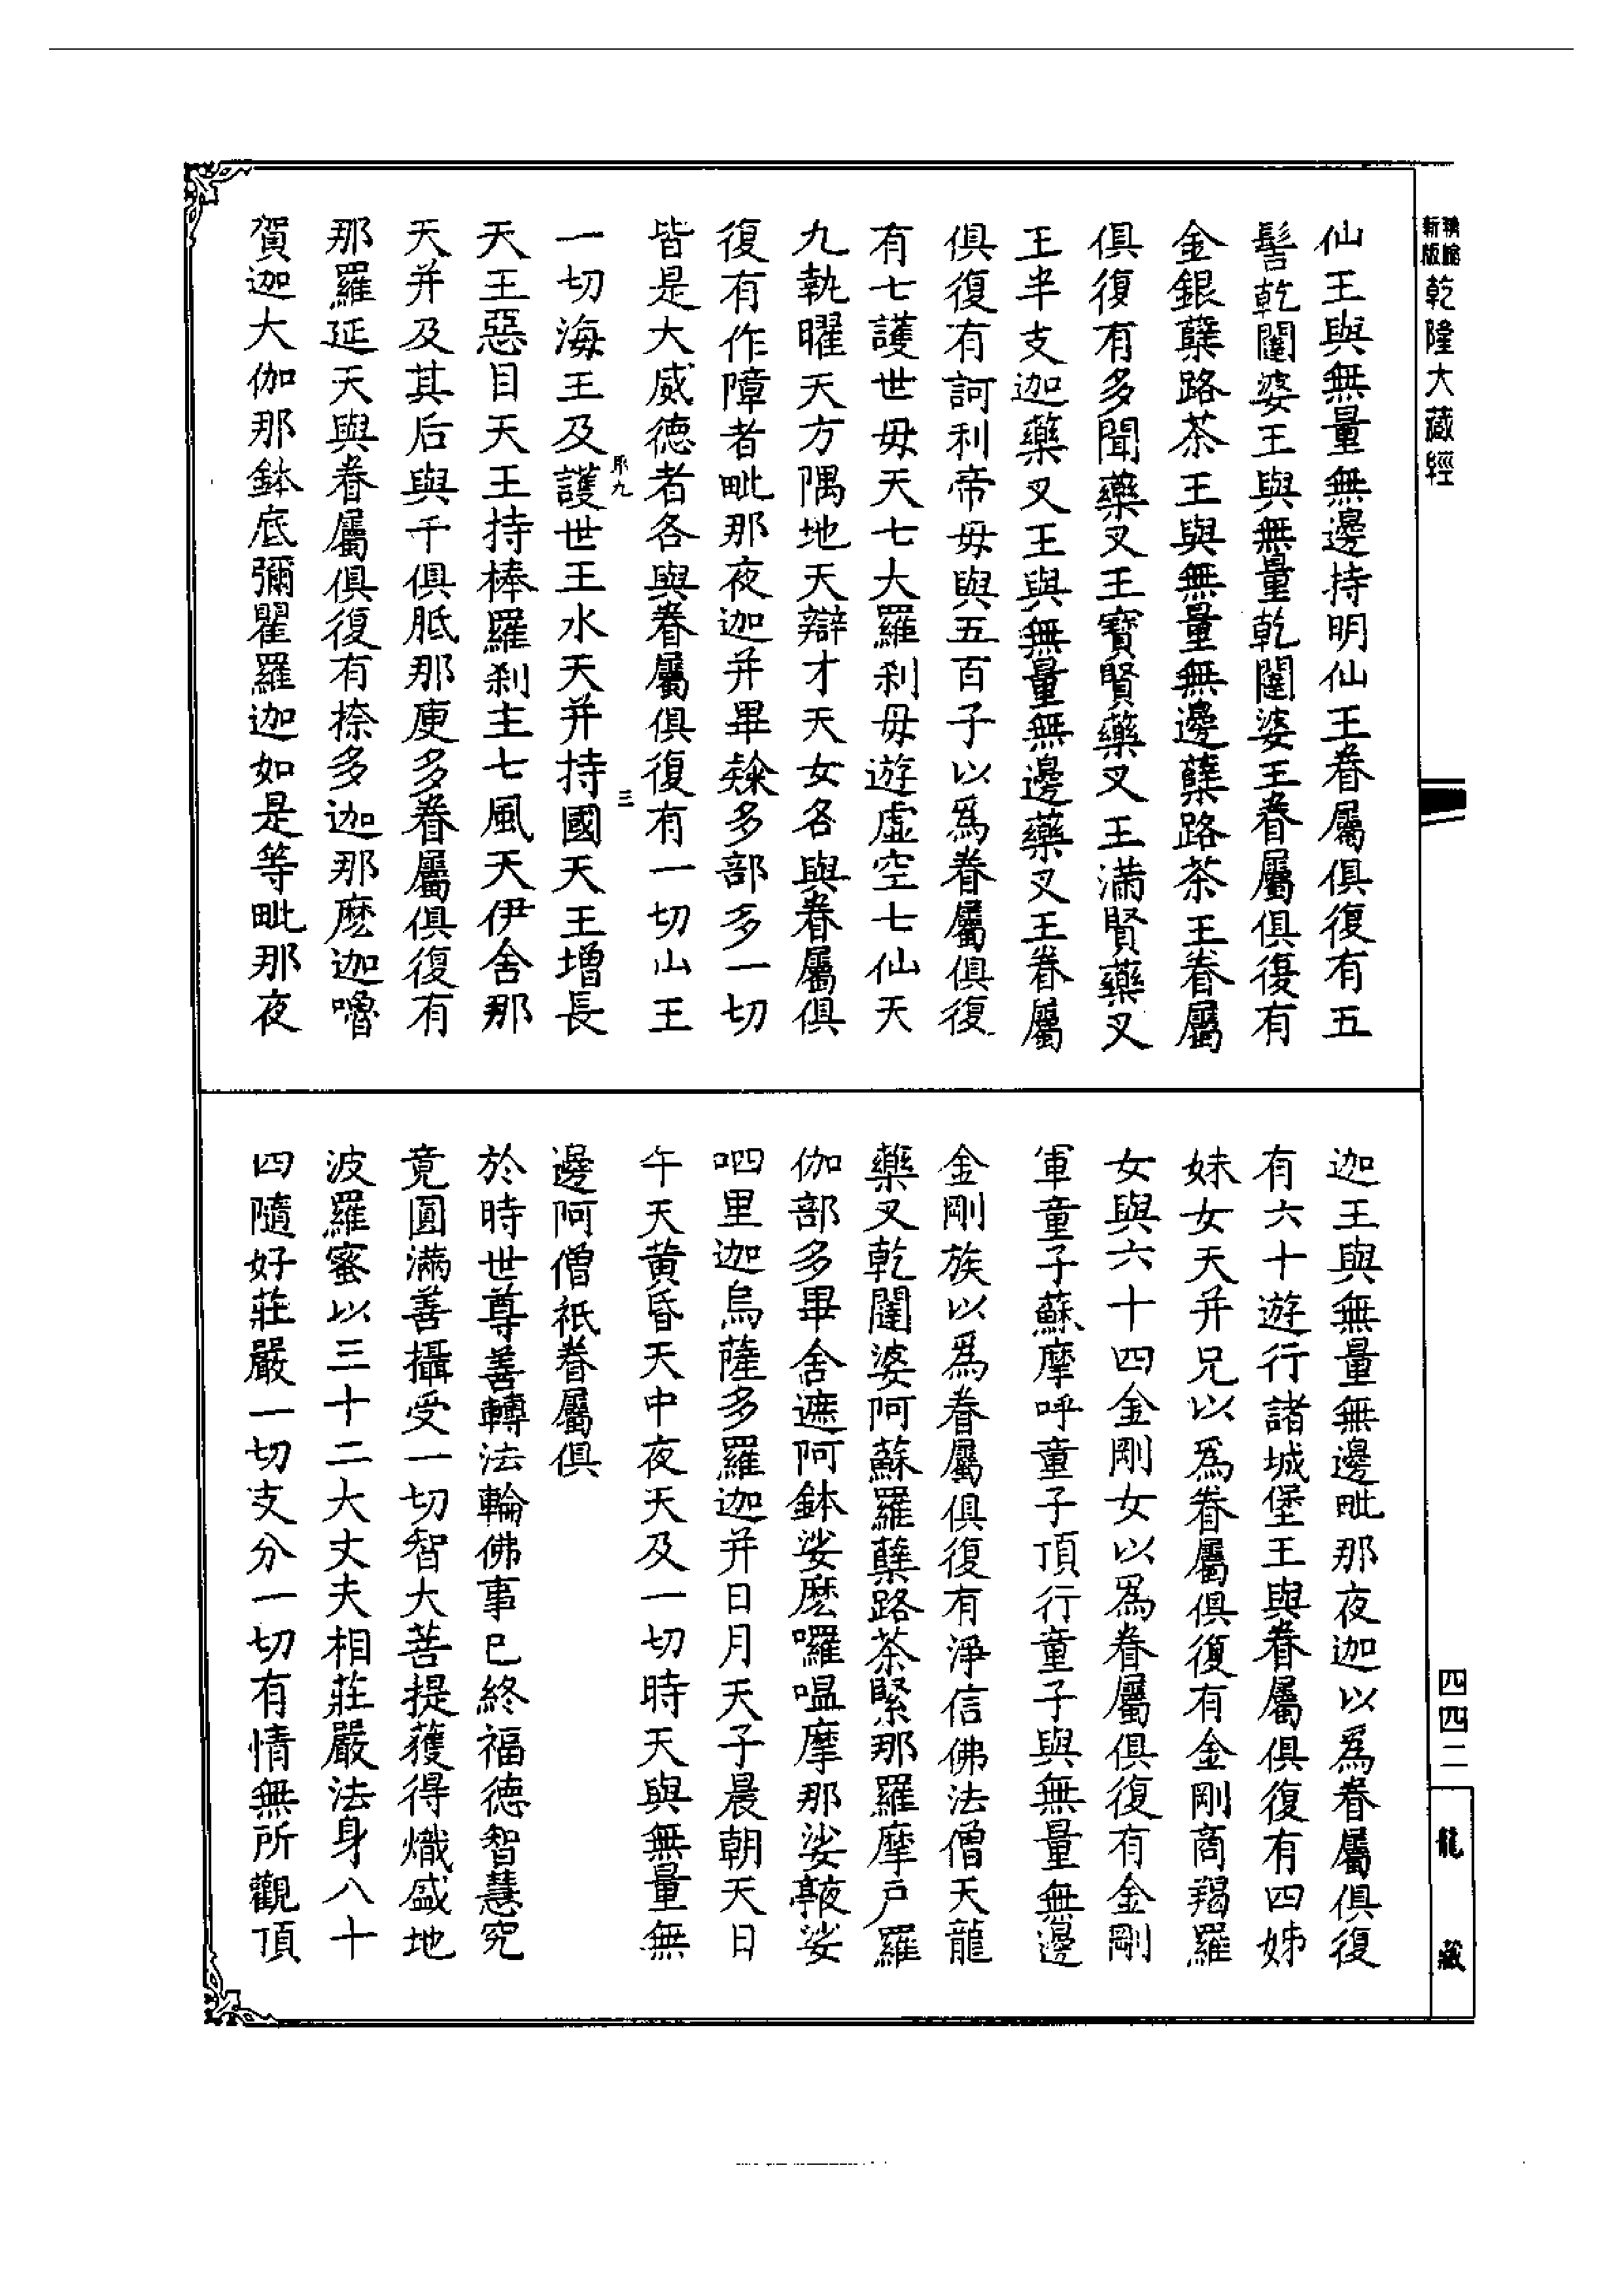 新版
乾隆大藏經
仙王與無量無邊持明仙王眷屬俱復有五
髻乾闥婆王與無量乾闥婆王眷屬俱復有
金銀蘖路茶王與無量無邊蘖路茶王眷屬
俱復有多聞藥叉王寶賢藥叉王滿賢藥叉
王半支迦藥叉王與無量無邊藥叉王眷屬
俱復有訶利帝母與五百子以為眷屬俱復
有七護世母天七大羅剎母遊虛空七仙天
九執曜天方隅地天辯才天女各與眷屬俱
復有作障者毗那夜迦并畢隸多部多一切
皆是大威德者各與眷屬俱復有一切山王
一切海王及護世王水天并持國天王增長
天王惡目天王持棒羅剎主七風天伊舍那
天并及其后與千俱胝那庾多眷屬俱復有
那羅延天與眷屬俱復有捺多迦那麼迦嚕
賀迦大伽那鉢底彌瞿羅迦如是等毗那夜
三
迦王與無量無邊毗那夜迦以為眷屬俱復
有六十遊行諸城堡王與眷屬俱復有四姊
妹女天并兄以為眷屬俱復有金剛商羯羅
女與六十四金剛女以為眷屬俱復有金剛
軍童子蘇摩呼童子頂行童子與無量無邊
金剛族以為眷屬俱復有淨信佛法僧天龍
藥叉乾闥婆阿蘇羅蘖路茶緊那羅摩戶羅
伽部多畢舍遮阿鉢娑麼囉嗢摩那娑㰠娑
呬里迦烏薩多羅迦并日月天子晨朝天日
午天黃昏天中夜天及一切時天與無量無
邊阿僧祇眷屬俱
於時世尊善轉法輪佛事已終福德智慧究
竟圓滿善攝受一切智大菩提獲得熾盛地
波羅蜜以三十二大丈夫相莊嚴法身八十
四隨好莊嚴一切支分一切有情無所觀頂
四四二
龍藏